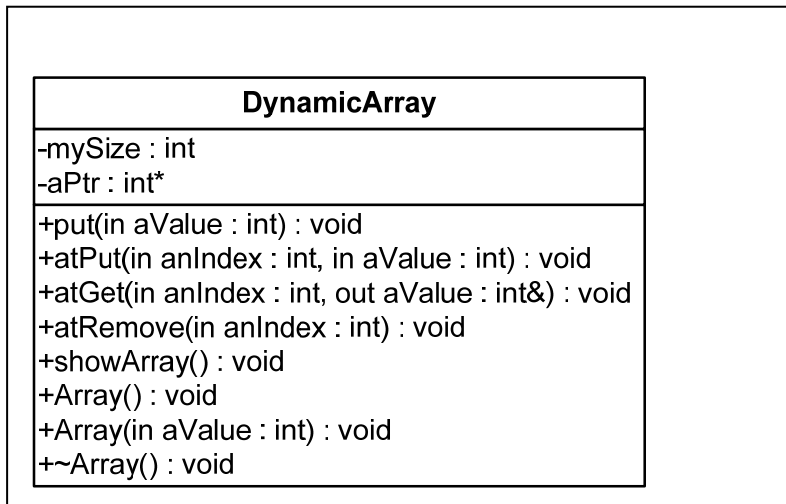 DynamicArray
-mySize : int
-aPtr : int*
+put(in aValue : int) : void
+atPut(in anIndex : int, in aValue : int) : void
+atGet(in anIndex : int, out aValue : int&) : void
+atRemove(in anIndex : int) : void
+showArray() : void
+Array() : void
+Array(in aValue : int) : void
+~Array() : void